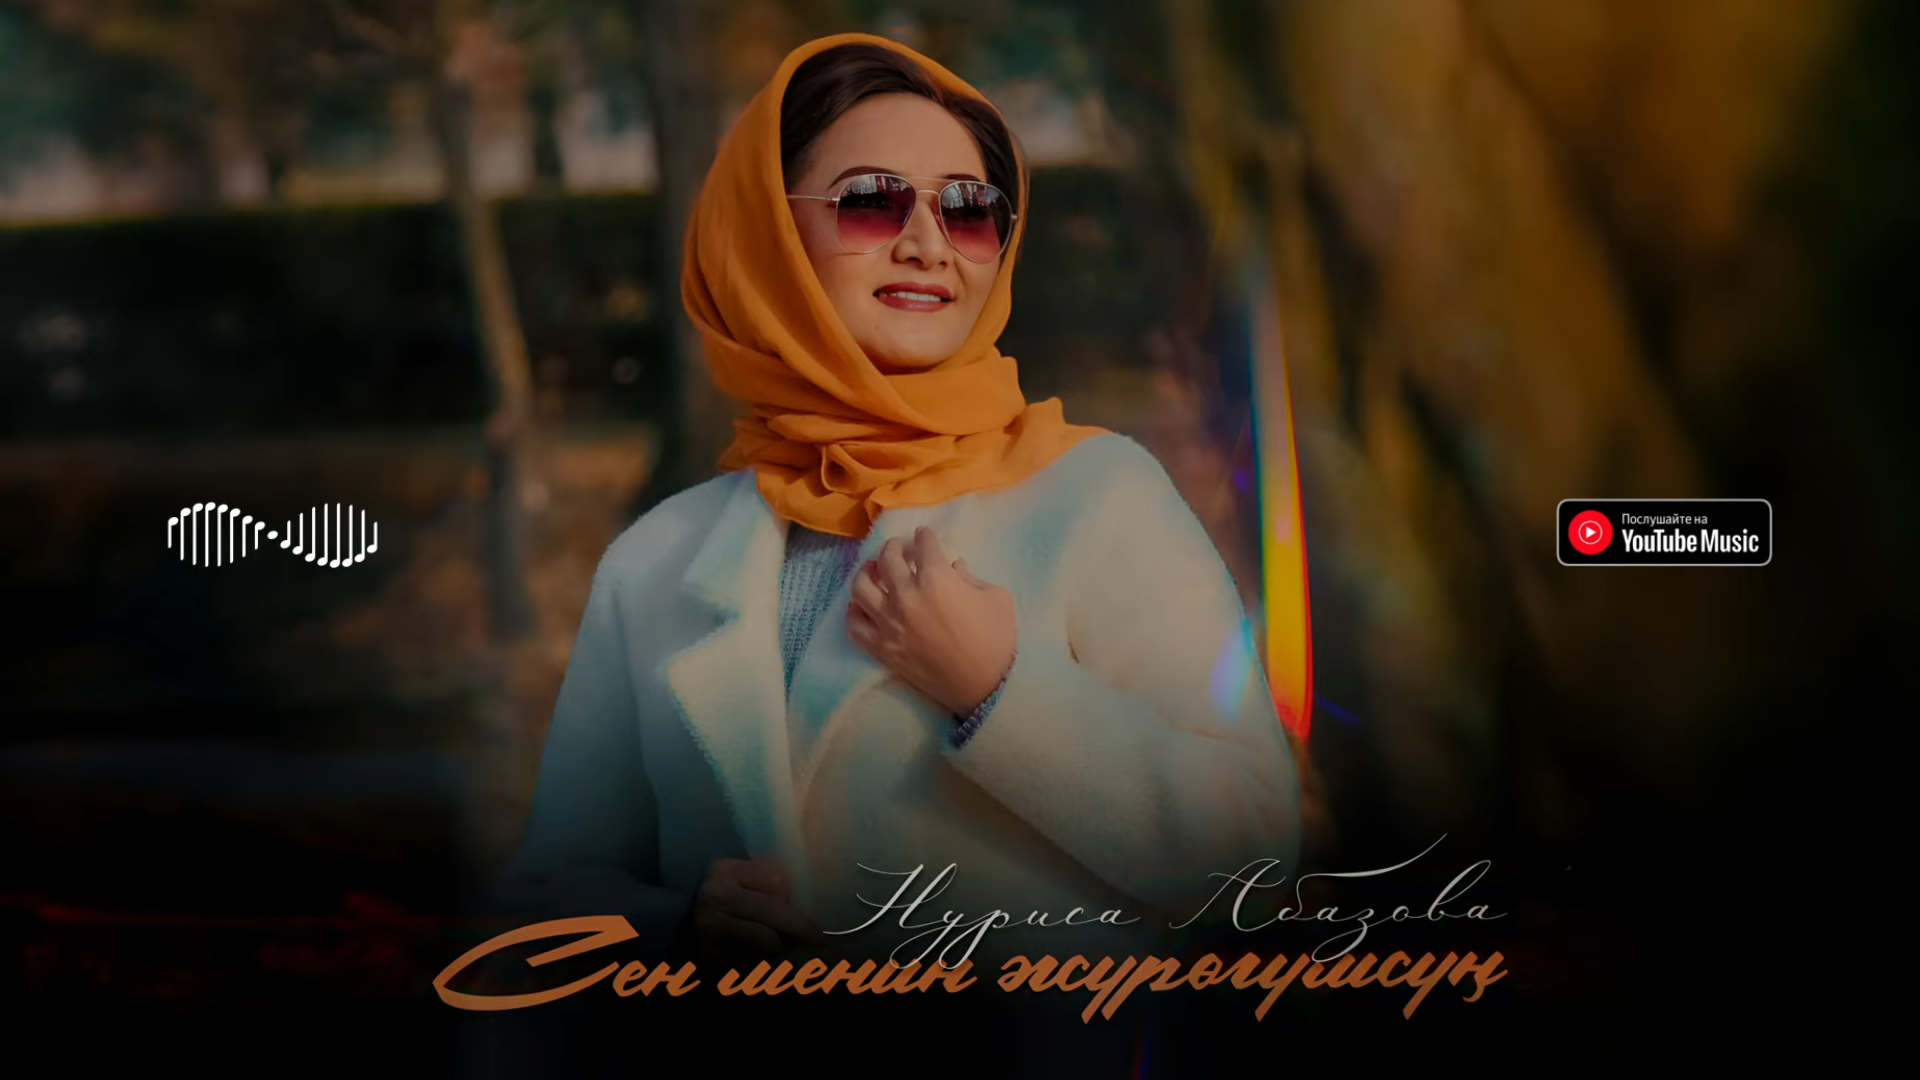 Послушайте на
YouTube Music
Нуриса Абазова
Сен менин жүрөгүмсүң